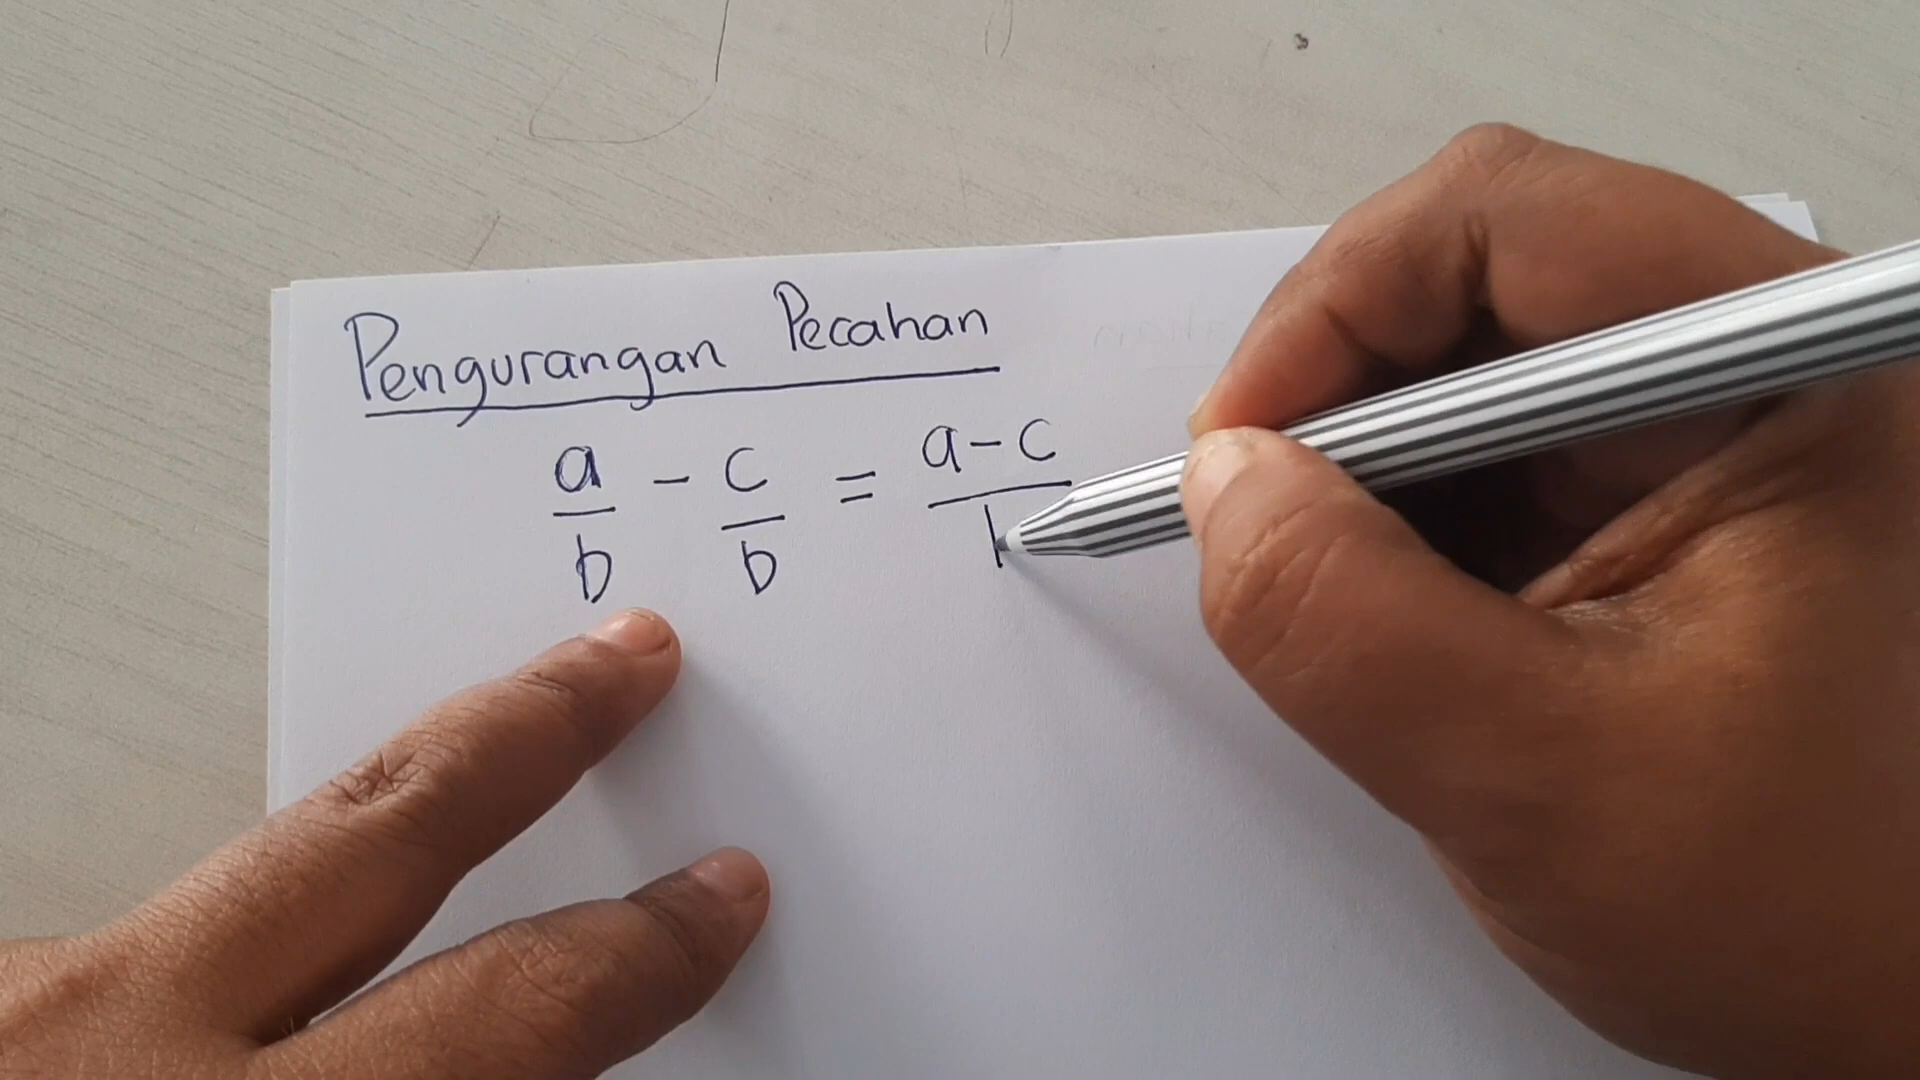 Pengurangan Pecahan
a/b - c/b = a-c/b